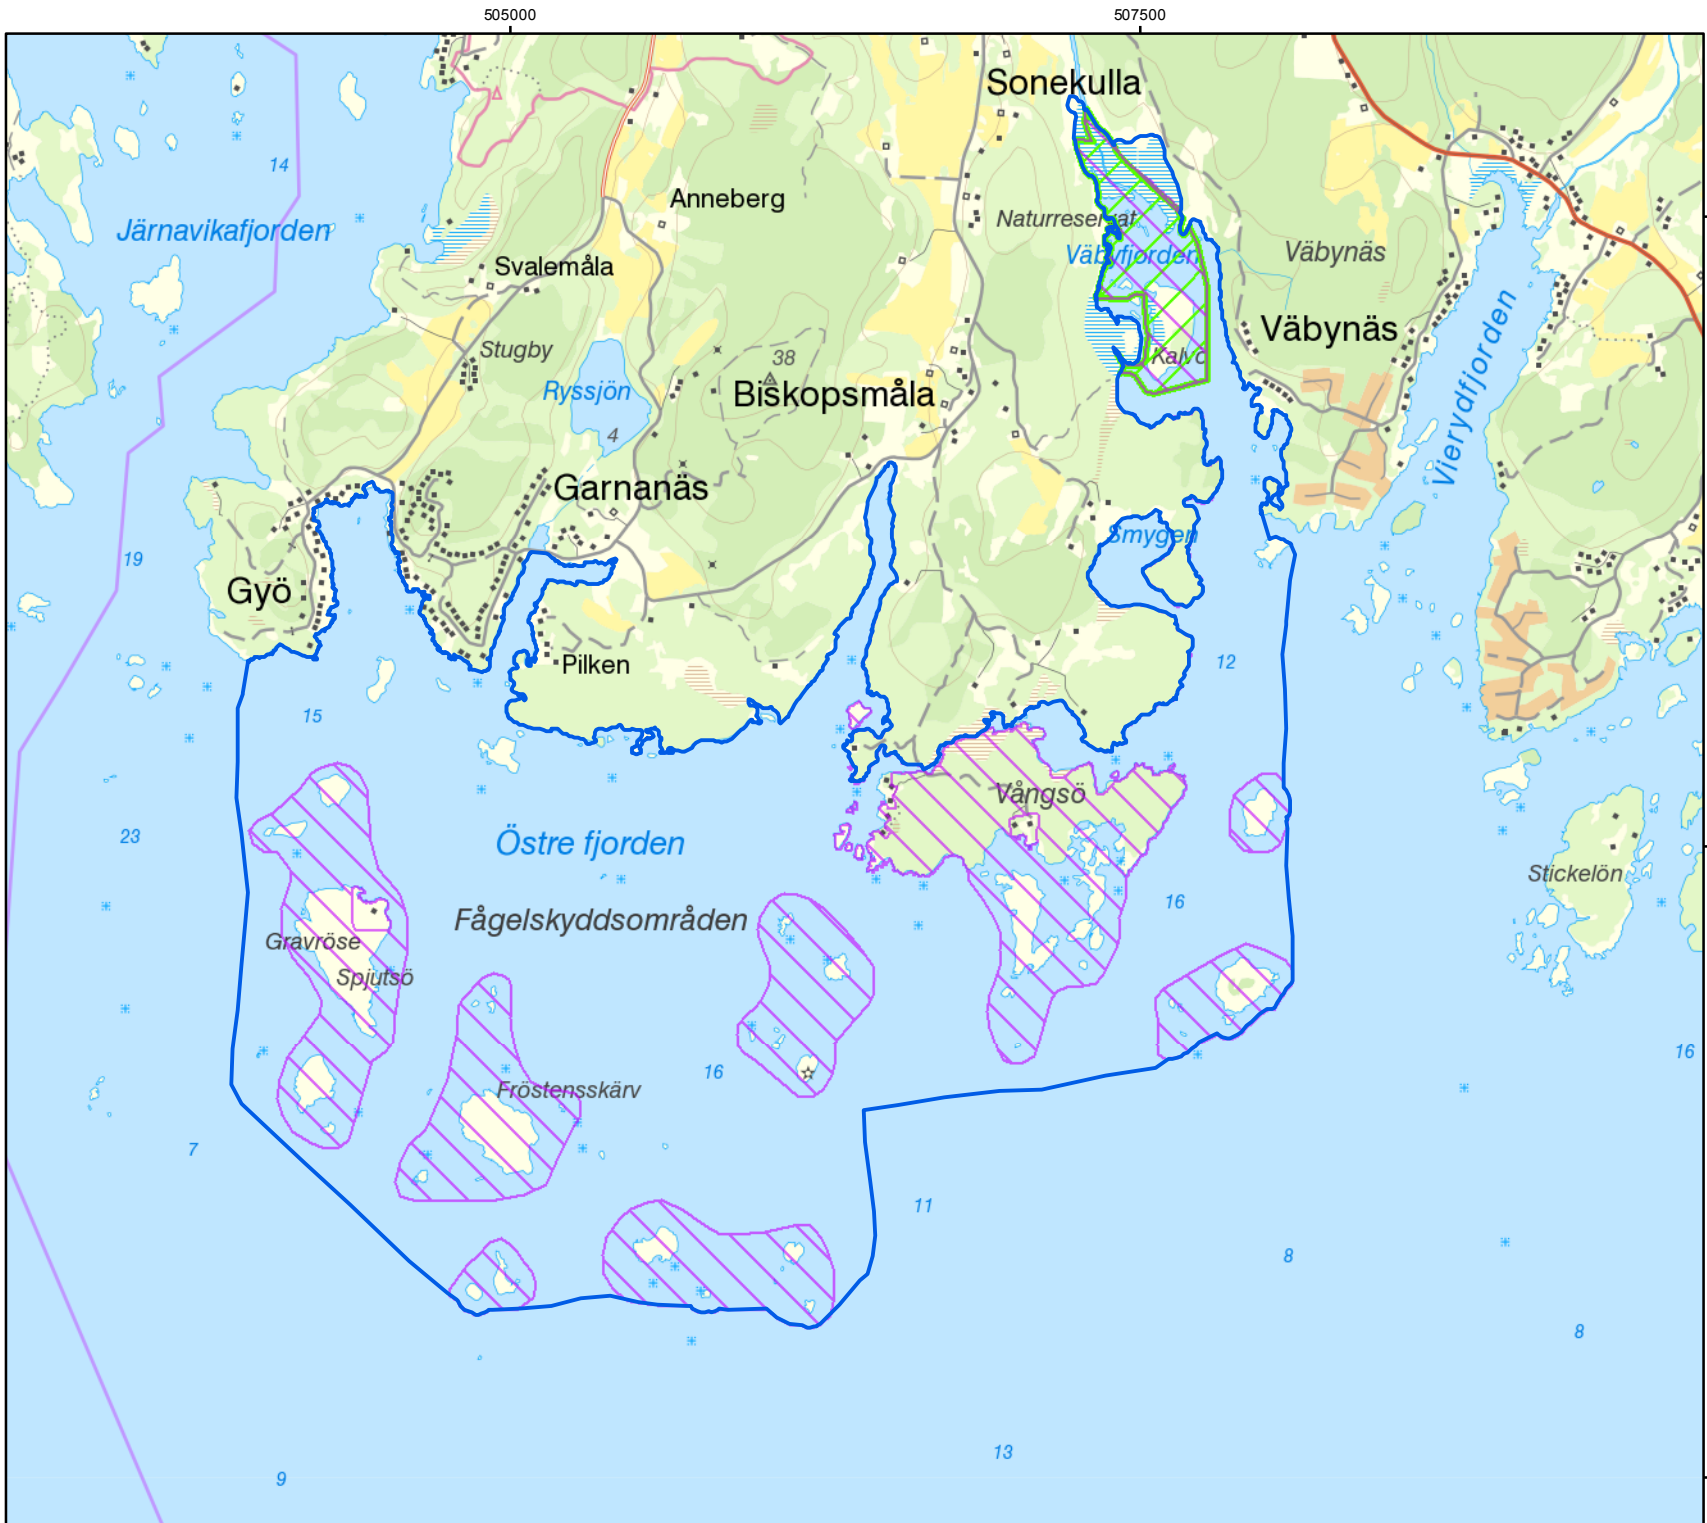 505000 507500
Sonekulla
14
Anneberg
Järnavikafjorden
Naturreservat
Väbyfjorden
Väbynäs
Svalemåla
Väbynäs
Stugby
38
Kalvö
Ryssjön
Biskopsmåla
Vierydfjorden
4
Garnanäs
Smygen
19
Gyö
Pilken
12
15
Vångsö
23
Östre fjorden
Stickelön
16
Fågelskyddsområden
Gravröse
Spjutsö
16
16
Fröstensskärv
7
11
8
8
13
9